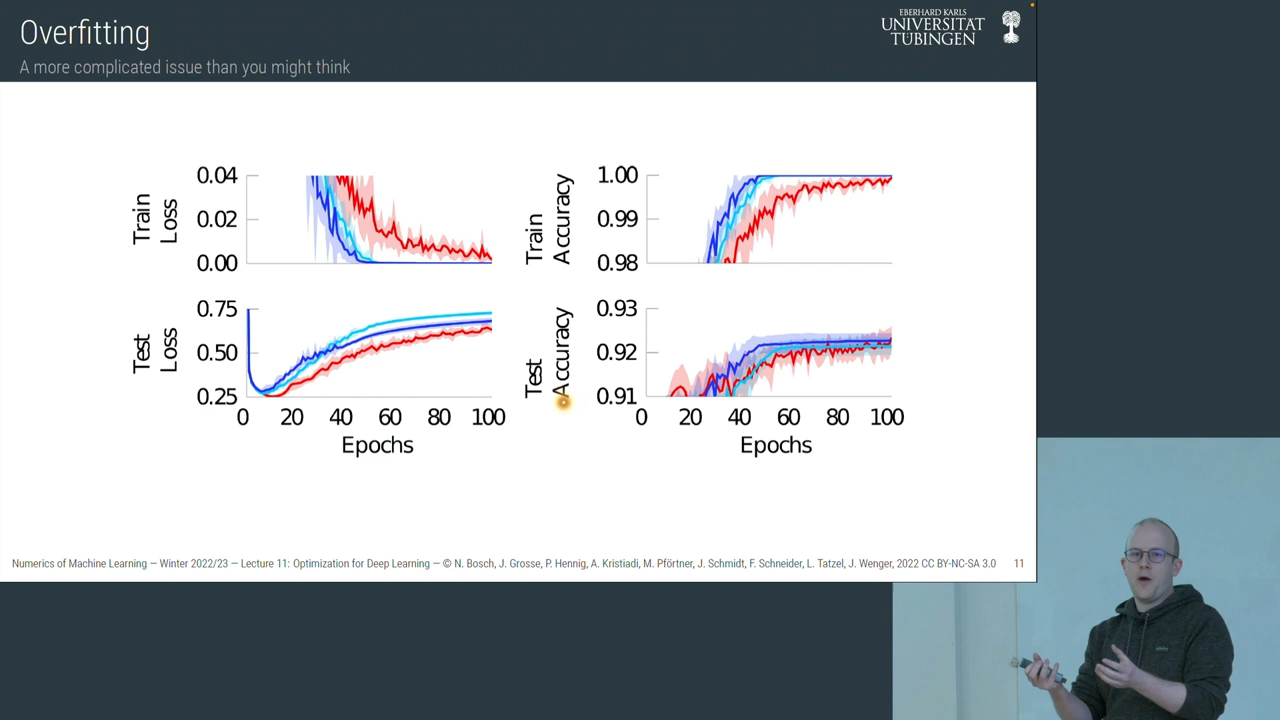 Overfitting
A more complicated issue than you might think
EBERHARD KARLS
UNIVERSITÄT
TÜBINGEN
Train
Loss
0.04
0.02
0.00
Train
Accuracy
1.00
0.99
0.98
Test
Loss
0.75
0.50
0.25
0 20 40 60 80 100
Epochs
Test
Accuracy
0.93
0.92
0.91
0 20 40 60 80 100
Epochs
Numerics of Machine Learning — Winter 2022/23 — Lecture 11: Optimization for Deep Learning — © N. Bosch, J. Grosse, P. Hennig, A. Kristiadi, M. Pförtner, J. Schmidt, F. Schneider, L. Tatzel, J. Wenger, 2022 CC BY-NC-SA 3.0 11